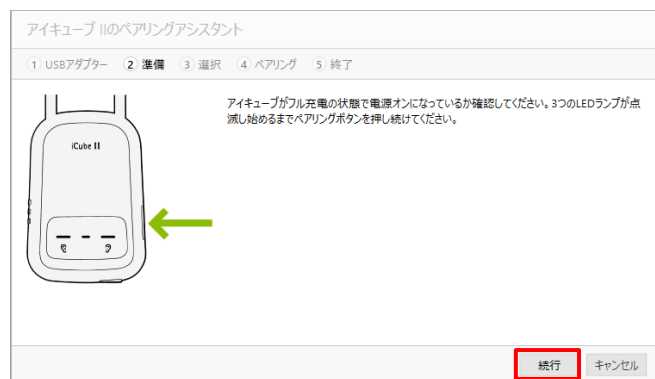 アイキューブ IIのペアリングアシスタント
1 USBアダプター 2 準備 3 選択 4 ペアリング 5 終了
アイキューブがフル充電の状態で電源オンになっているか確認してください。3つのLEDランプが点
滅し始めるまでペアリングボタンを押し続けてください。
iCube II
続行 キャンセル